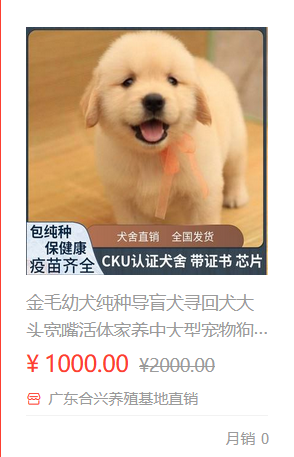 包纯种
保健康
疫苗齐全
犬舍直销 全国发货
CKU认证犬舍 带证书 芯片
金毛幼犬纯种导盲犬寻回犬大
头宽嘴活体家养中大型宠物狗...
¥ 1000.00 ¥2000.00
广东合兴养殖基地直销
月销 0